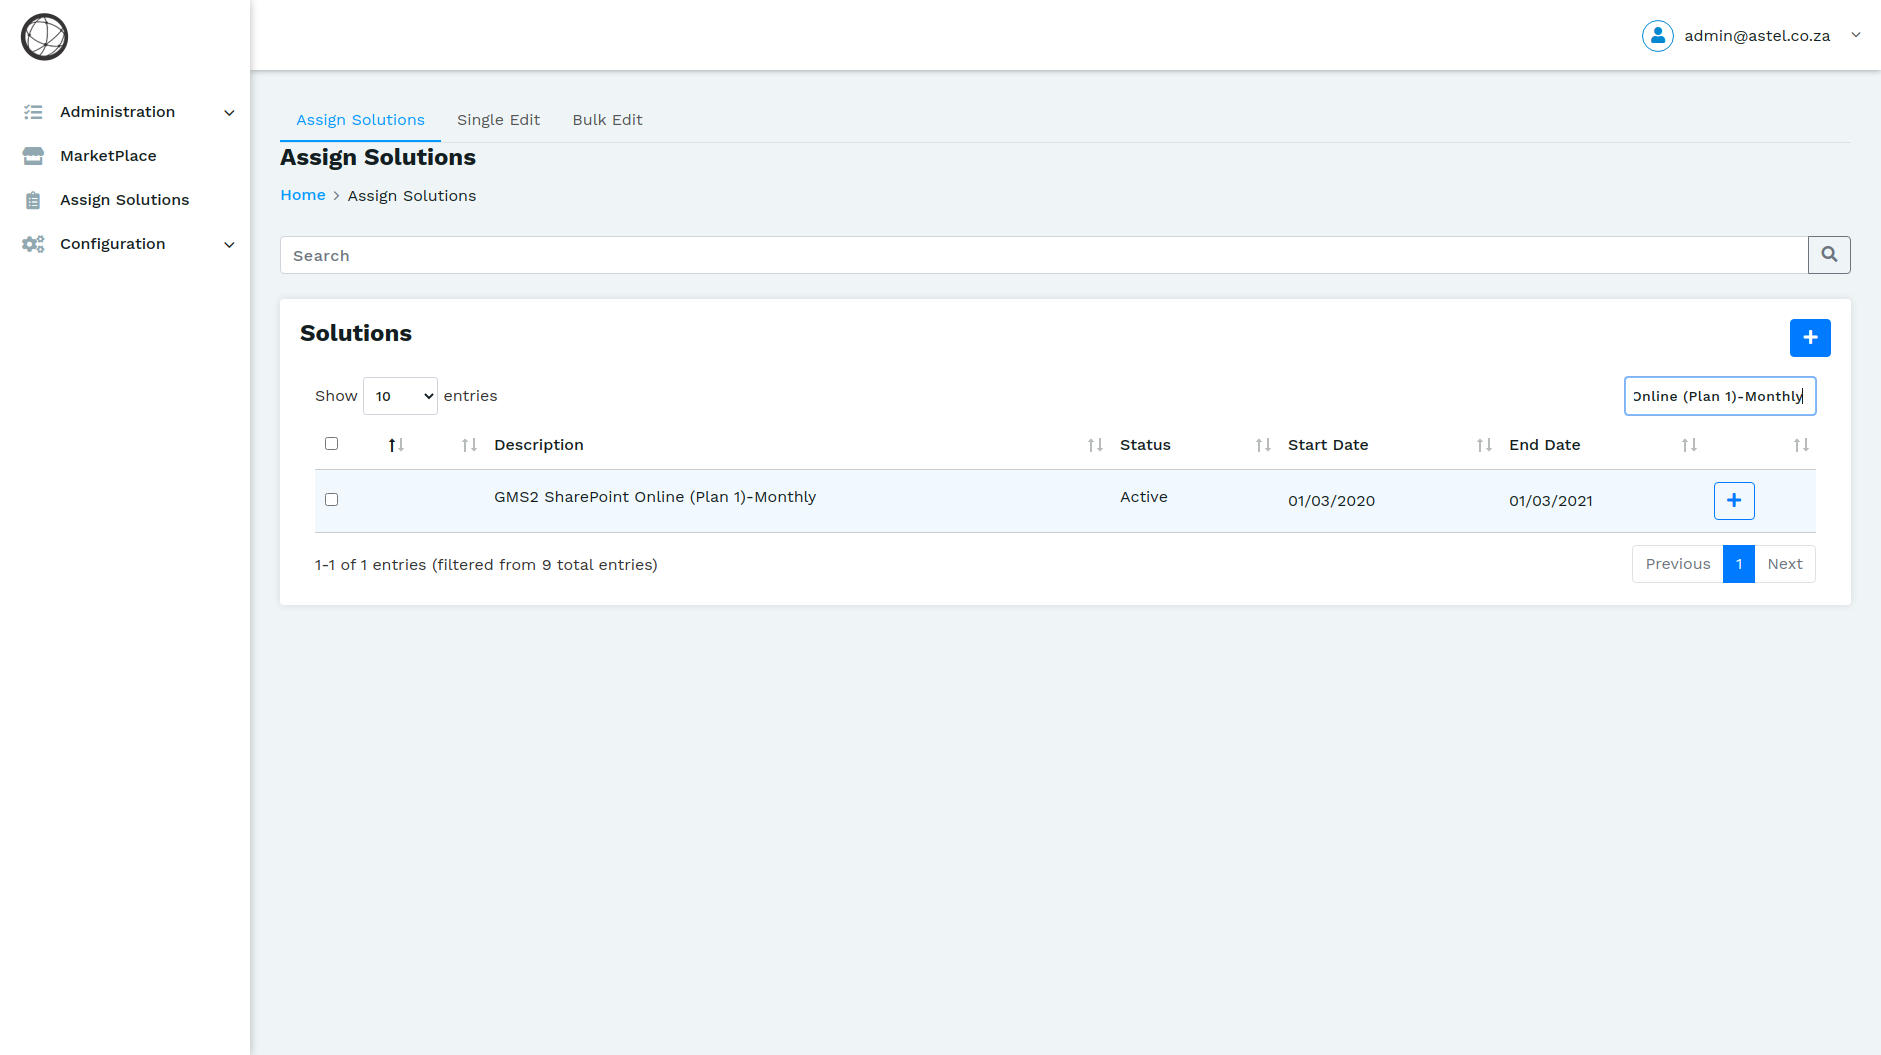 admin@astel.co.za
Administration
MarketPlace
Assign Solutions
Configuration
Assign Solutions Single Edit Bulk Edit
Assign Solutions
Home > Assign Solutions
Search
Solutions
Show 10 entries
Online (Plan 1)-Monthly
Description Status Start Date End Date
GMS2 SharePoint Online (Plan 1)-Monthly Active 01/03/2020 01/03/2021
1-1 of 1 entries (filtered from 9 total entries)
Previous 1 Next